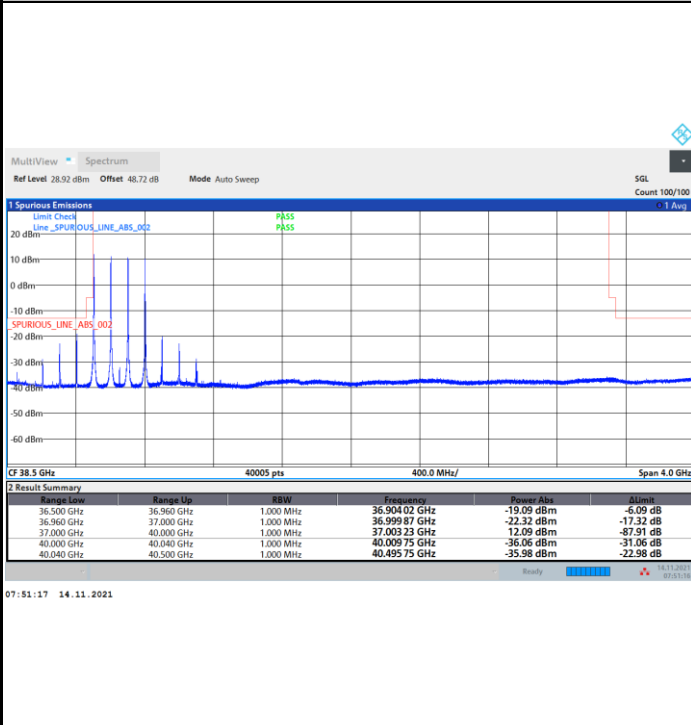 MultiView Spectrum
Ref Level 28.92 dBm Offset 48.72 dB Mode Auto Sweep SGL
Count 100/100
1 Spurious Emissions 1 Avg
Limit Check PASS
Line _SPURIOUS_LINE_ABS_002 PASS
20 dBm
10 dBm
0 dBm
-10 dBm
_SPURIOUS_LINE_ABS_002
-20 dBm
-30 dBm
-40 dBm
-50 dBm
-60 dBm
CF 38.5 GHz 40005 pts 400.0 MHz/ Span 4.0 GHz
2 Result Summary
Range Low Range Up RBW Frequency Power Abs ΔLimit
36.500 GHz 36.960 GHz 1.000 MHz 36.904 02 GHz -19.09 dBm -6.09 dB
36.960 GHz 37.000 GHz 1.000 MHz 36.999 87 GHz -22.32 dBm -17.32 dB
37.000 GHz 40.000 GHz 1.000 MHz 37.003 23 GHz 12.09 dBm -87.91 dB
40.000 GHz 40.040 GHz 1.000 MHz 40.009 75 GHz -36.06 dBm -31.06 dB
40.040 GHz 40.500 GHz 1.000 MHz 40.495 75 GHz -35.98 dBm -22.98 dB
Ready 14.11.2021
07:51:16
07:51:17 14.11.2021